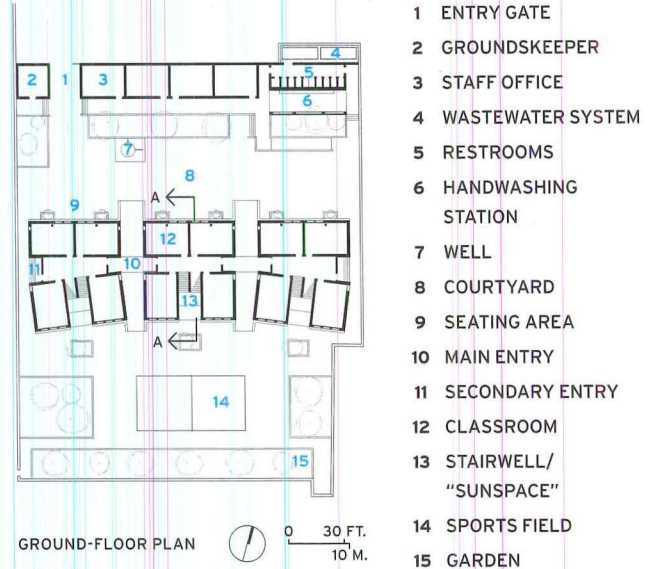 1 ENTRY GATE
2 GROUNDSKEEPER
3 STAFF OFFICE
4 WASTEWATER SYSTEM
5 RESTROOMS
6 HANDWASHING
STATION
7 WELL
8 COURTYARD
9 SEATING AREA
10 MAIN ENTRY
11 SECONDARY ENTRY
12 CLASSROOM
13 STAIRWELL/
"SUNSPACE"
14 SPORTS FIELD
15 GARDEN
4
2 1 3 5
6
7
8
A
9
12
11 10
13
A
14
15
GROUND-FLOOR PLAN
0 30 FT.
10 M.